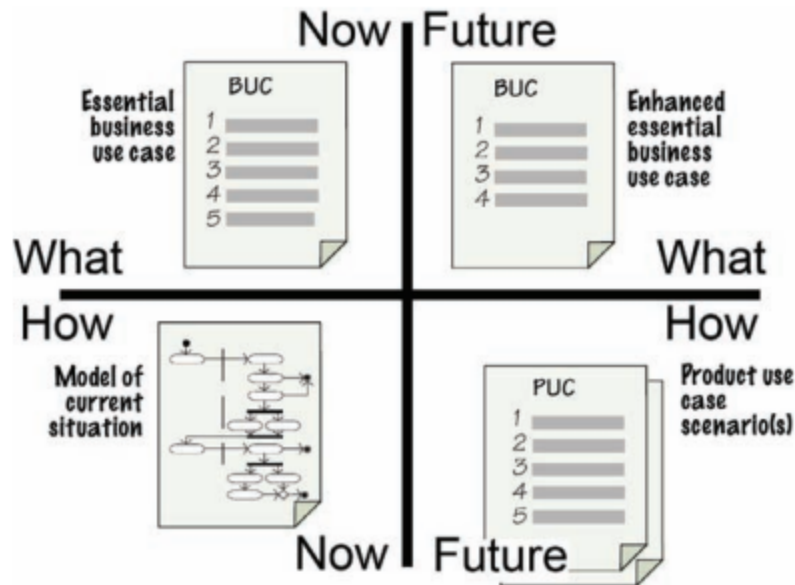 Now Future
Essential
business
use case
BUC
1
2
3
4
5
BUC
1
2
3
4
Enhanced
essential
business
use case
What
What
How
How
Model of
current
situation
PUC
1
2
3
4
5
Product use
case
scenario(s)
Now
Future